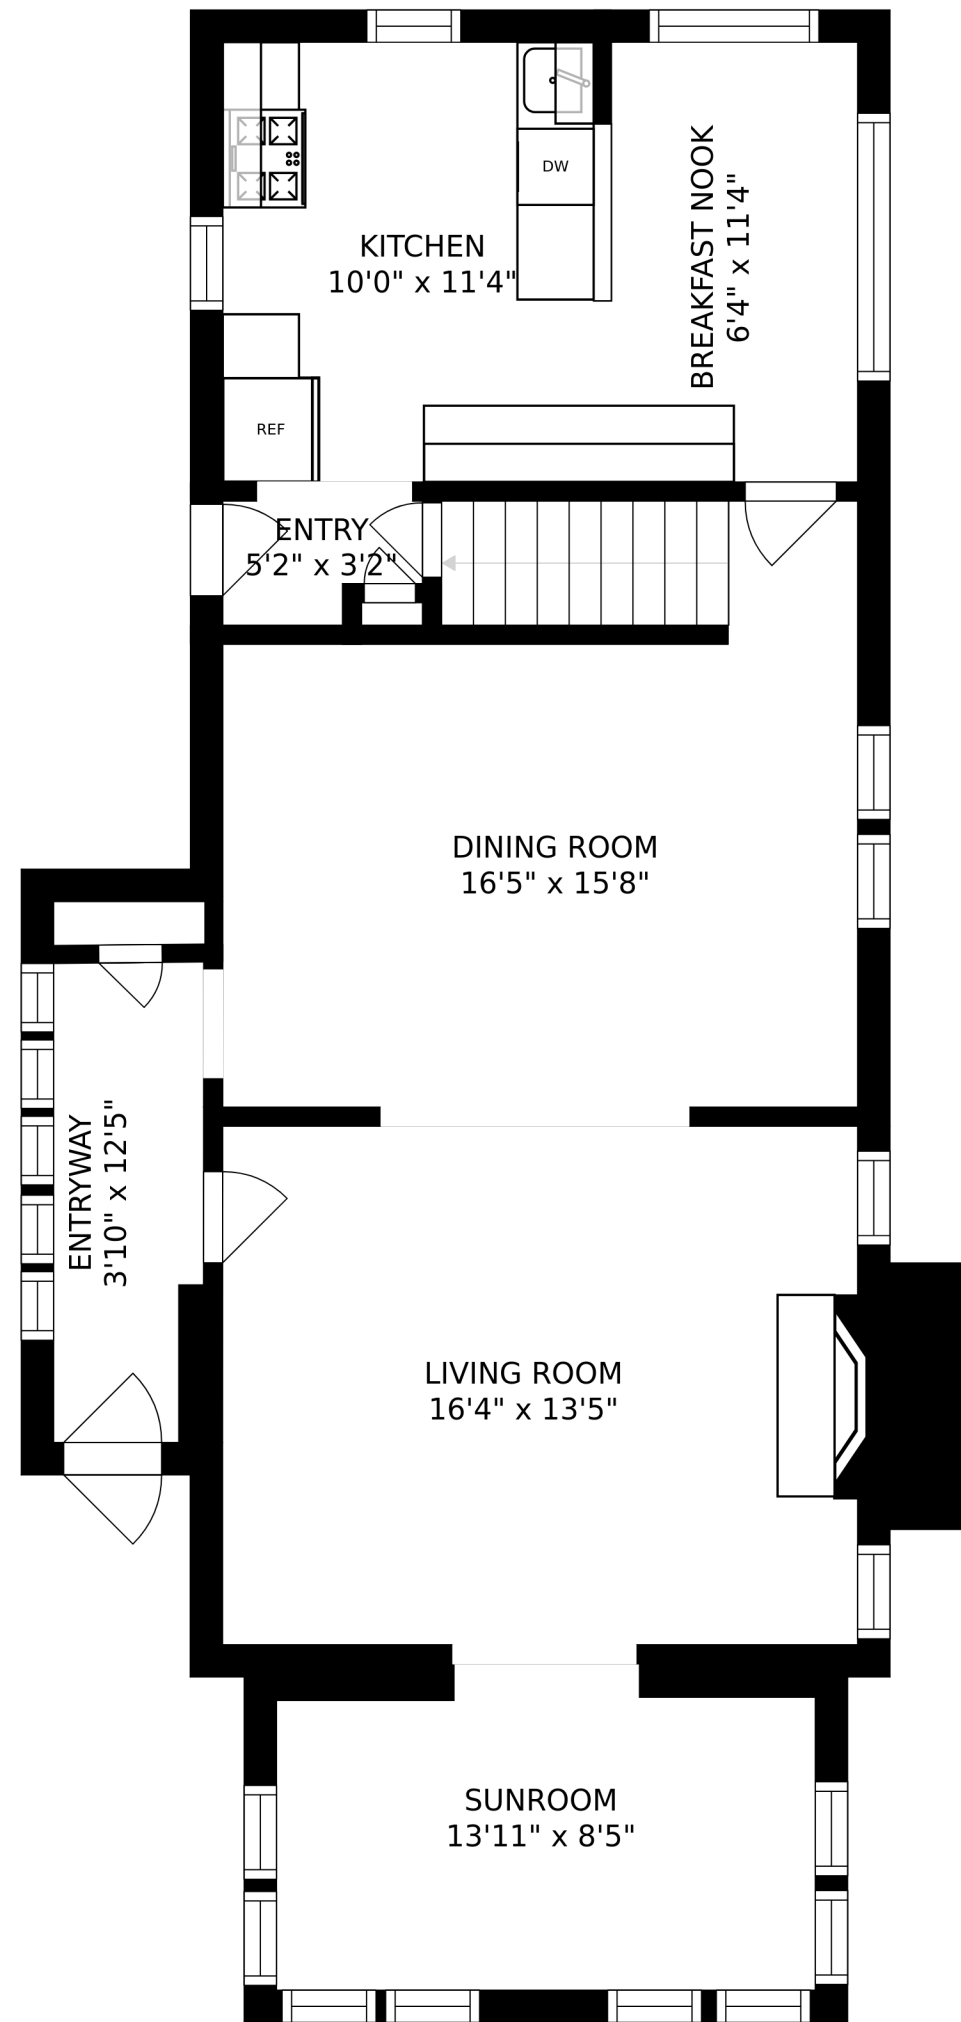 DW
KITCHEN
10'0" x 11'4"
BREAKFAST NOOK
6'4" x 11'4"
REF
ENTRY
5'2" x 3'2"
DINING ROOM
16'5" x 15'8"
ENTRYWAY
3'10" x 12'5"
LIVING ROOM
16'4" x 13'5"
SUNROOM
13'11" x 8'5"